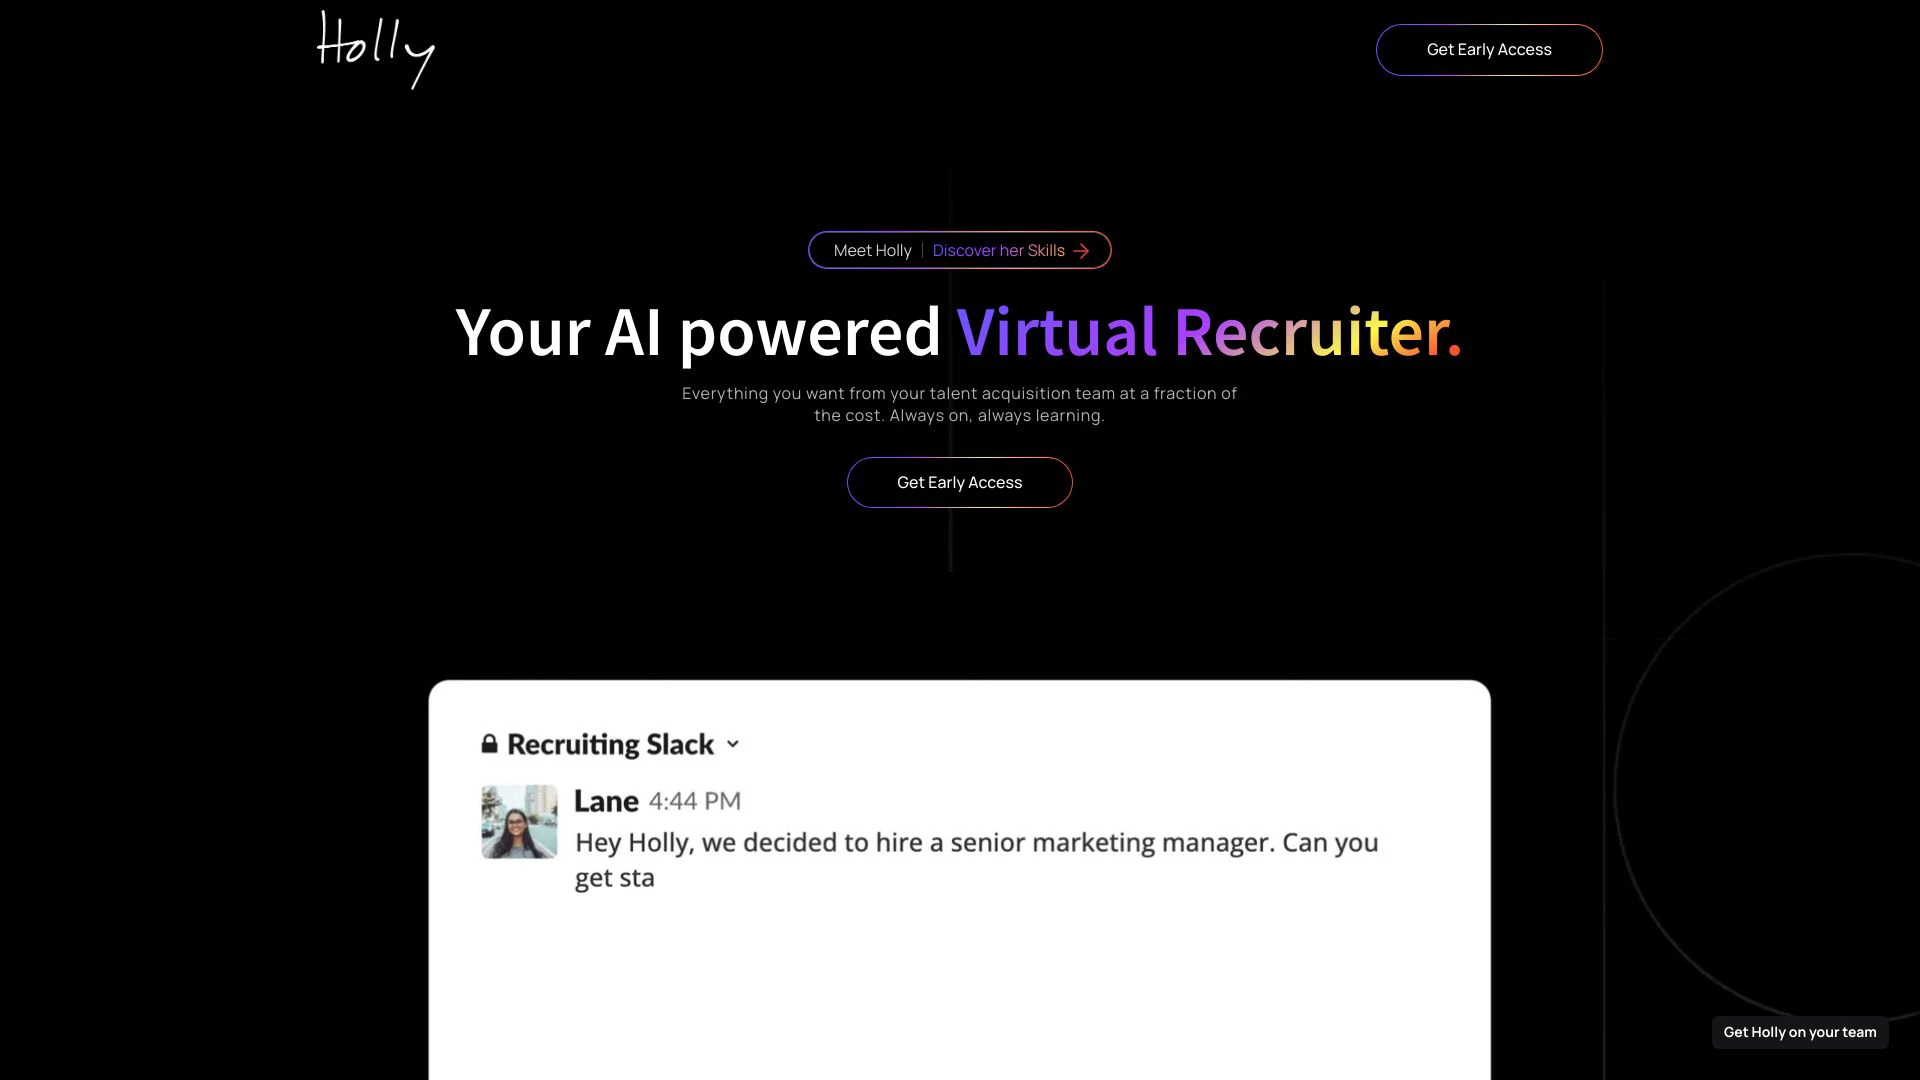 Holly
Get Early Access
Meet Holly | Discover her Skills →
Your AI powered Virtual Recruiter.
Everything you want from your talent acquisition team at a fraction of
the cost. Always on, always learning.
Get Early Access
Recruiting Slack
Lane 4:44 PM
Hey Holly, we decided to hire a senior marketing manager. Can you
get sta
Get Holly on your team